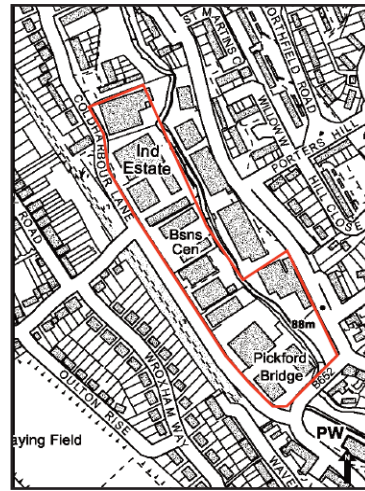 ST MARTINS
ORTHFIELD ROAD
WILLOW W
PORTERS HILL
HILL CLOSE
COLDHARBOUR LANE
Ind
Estate
Bsns
Cen
ROAD
88m
Pickford
Bridge
B652
WROXHAM WAY
OULTON RISE
aying Field
WAVE
PW
N